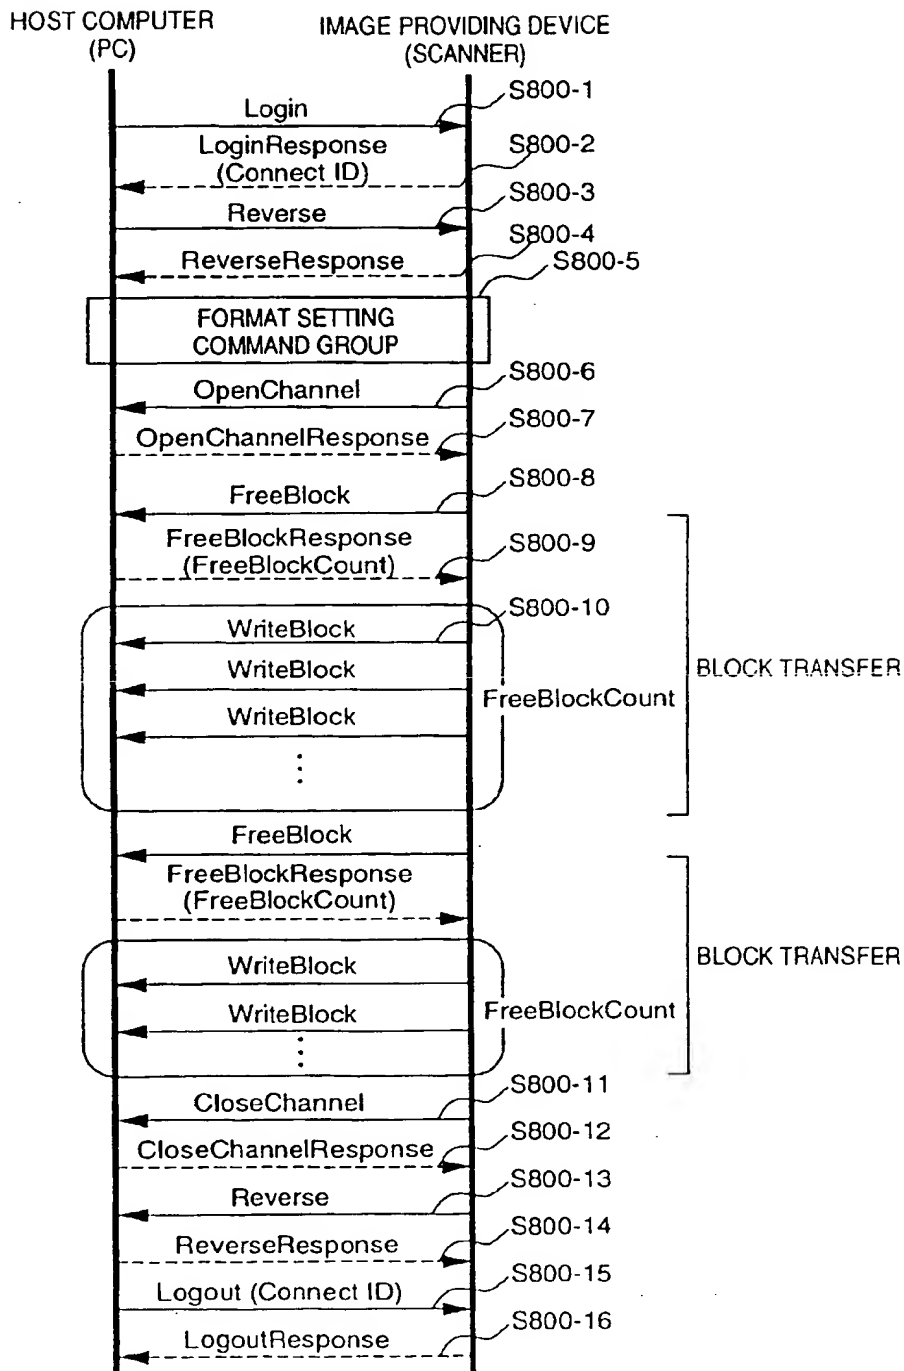 HOST COMPUTER
(PC)
IMAGE PROVIDING DEVICE
(SCANNER)
S800-1
Login
LoginResponse
(Connect ID)
S800-2
S800-3
Reverse
S800-4
ReverseResponse
S800-5
FORMAT SETTING
COMMAND GROUP
S800-6
OpenChannel
S800-7
OpenChannelResponse
S800-8
FreeBlock
FreeBlockResponse
(FreeBlockCount)
S800-9
S800-10
WriteBlock
WriteBlock
WriteBlock
FreeBlockCount
BLOCK TRANSFER
FreeBlock
FreeBlockResponse
(FreeBlockCount)
WriteBlock
WriteBlock
FreeBlockCount
BLOCK TRANSFER
S800-11
CloseChannel
S800-12
CloseChannelResponse
S800-13
Reverse
S800-14
ReverseResponse
S800-15
Logout (Connect ID)
S800-16
LogoutResponse